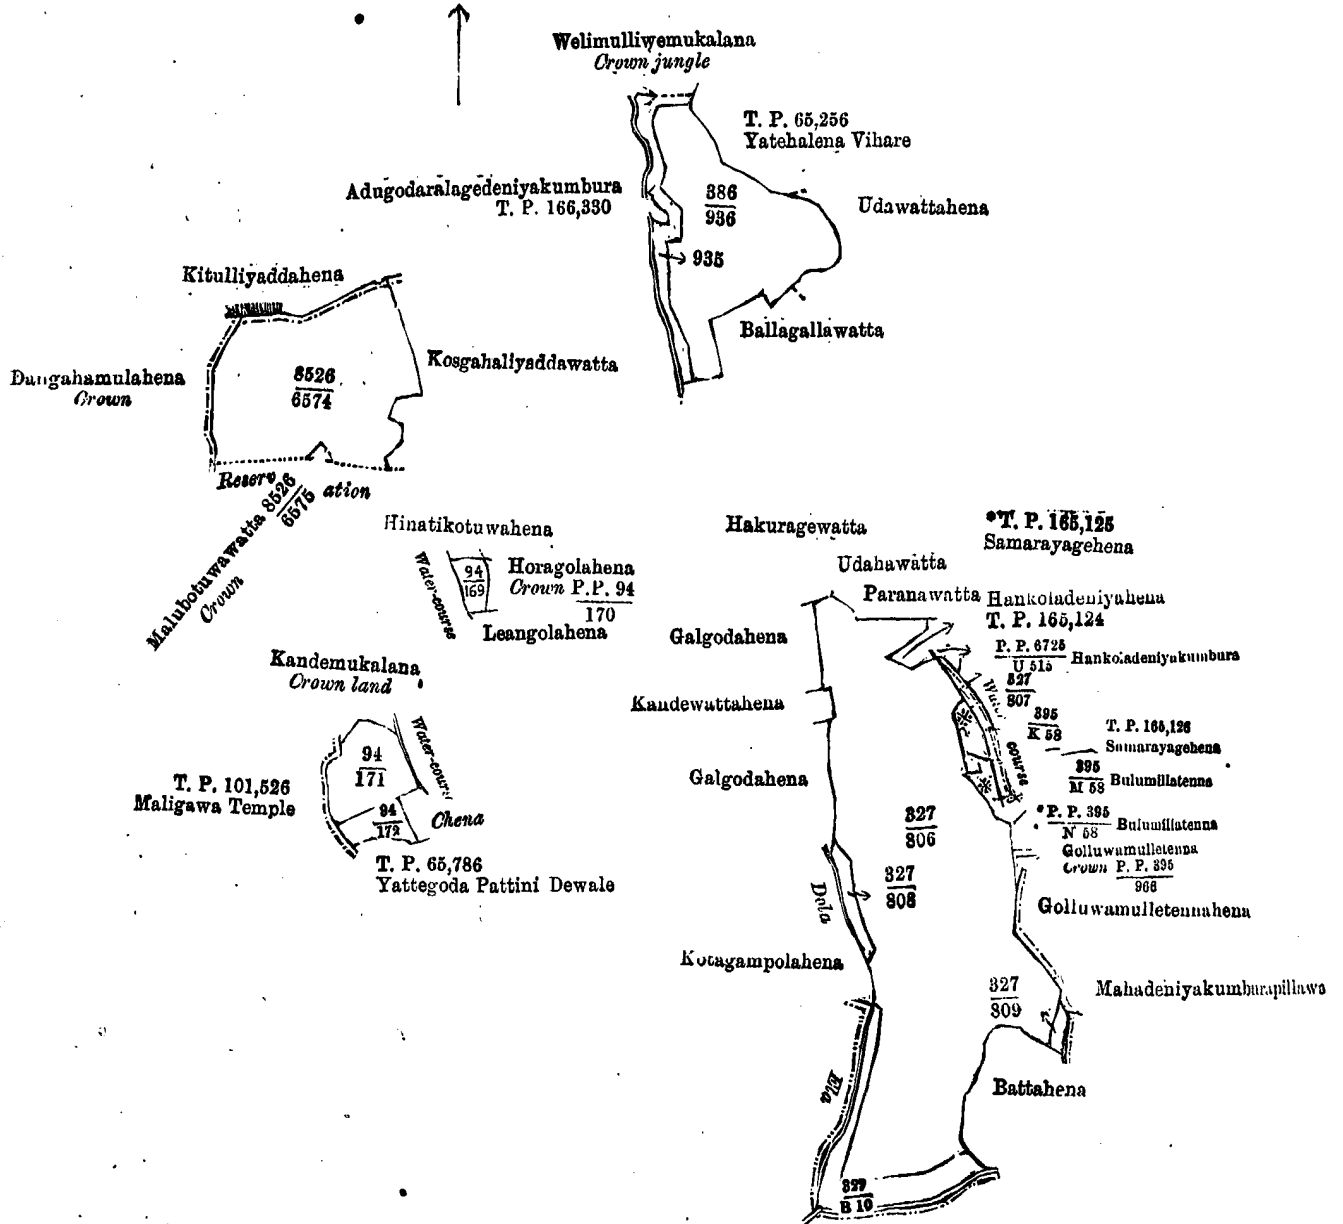 Welimulliwemukalana
Crown jungle
T. P. 65,256
Yatehalena Vihare
Adugodaralagedeniyakumbura
T. P. 166,330
386
936
Udawattahena
935
Ballagallawatta
Kitulliyaddahena
Kosgahaliyaddawatta
Dangahamulahena
Crown
8526
6574
Reservation
Malubotuwawatta 8526
6575
Crown
Hinatikotuwahena
Water-course
94
169
Horagolahena
Crown P.P. 94
170
Leangolahena
Kandemukalana
Crown land
Water-course
94
171
T. P. 101,526
Maligawa Temple
94
172
Chena
T. P. 65,786
Yattegoda Pattini Dewale
Hakuragewatta
*T. P. 165,125
Samarayagehena
Udahawatta
Paranawatta
Hankoladeniyahena
T. P. 165,124
Galgodahena
P. P. 6725
U 515
Hankoladeniyakumbura
Water course
327
807
Kandewattahena
395
K 58
T. P. 165,126
Samarayagehena
Galgodahena
395
M 58
Bulumillatenna
327
806
*P. P. 395
N 58
Bulumillatenna
Golluwamulletenna
Crown P. P. 395
966
327
808
Dola
Golluwamulletennahena
Kotagampolahena
327
809
Mahadeniyakumburapillawa
Ela
Battahena
327
B 10